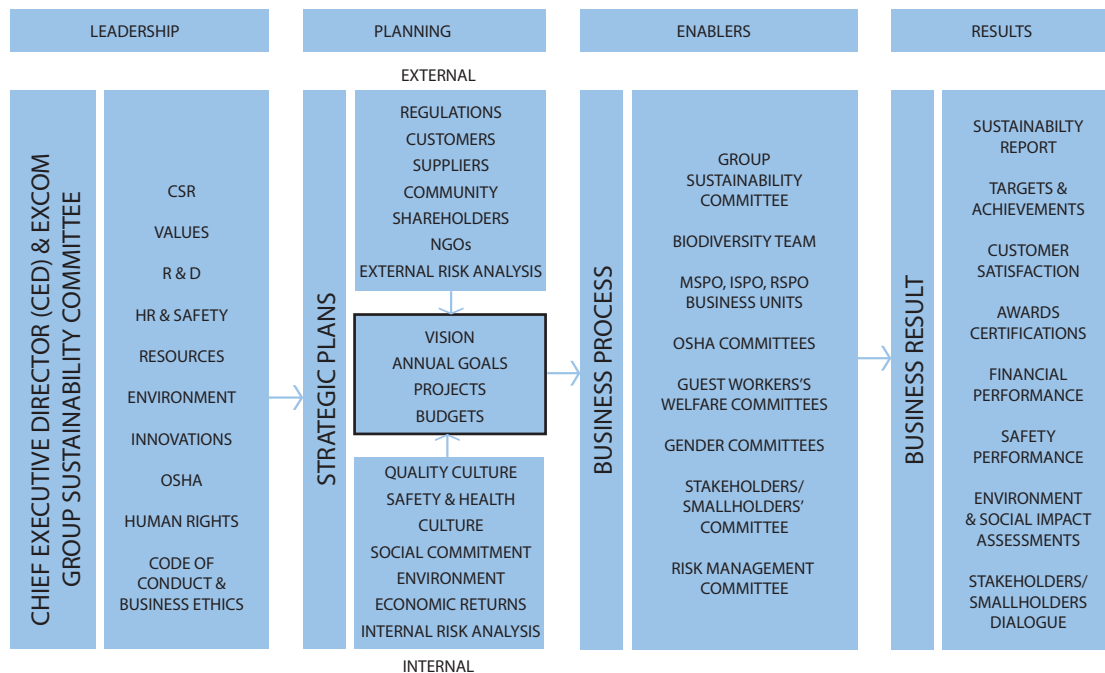 LEADERSHIP
PLANNING
ENABLERS
RESULTS
CHIEF EXECUTIVE DIRECTOR (CED) & EXCOM
GROUP SUSTAINABILITY COMMITTEE
CSR
VALUES
R & D
HR & SAFETY
RESOURCES
ENVIRONMENT
INNOVATIONS
OSHA
HUMAN RIGHTS
CODE OF
CONDUCT &
BUSINESS ETHICS
STRATEGIC PLANS
EXTERNAL
REGULATIONS
CUSTOMERS
SUPPLIERS
COMMUNITY
SHAREHOLDERS
NGOs
EXTERNAL RISK ANALYSIS
VISION
ANNUAL GOALS
PROJECTS
BUDGETS
QUALITY CULTURE
SAFETY & HEALTH
CULTURE
SOCIAL COMMITMENT
ENVIRONMENT
ECONOMIC RETURNS
INTERNAL RISK ANALYSIS
INTERNAL
BUSINESS PROCESS
GROUP
SUSTAINABILITY
COMMITTEE
BIODIVERSITY TEAM
MSPO, ISPO, RSPO
BUSINESS UNITS
OSHA COMMITTEES
GUEST WORKERS'S
WELFARE COMMITTEES
GENDER COMMITTEES
STAKEHOLDERS/
SMALLHOLDERS'
COMMITTEE
RISK MANAGEMENT
COMMITTEE
BUSINESS RESULT
SUSTAINABILTY
REPORT
TARGETS &
ACHIEVEMENTS
CUSTOMER
SATISFACTION
AWARDS
CERTIFICATIONS
FINANCIAL
PERFORMANCE
SAFETY
PERFORMANCE
ENVIRONMENT
& SOCIAL IMPACT
ASSESSMENTS
STAKEHOLDERS/
SMALLHOLDERS
DIALOGUE